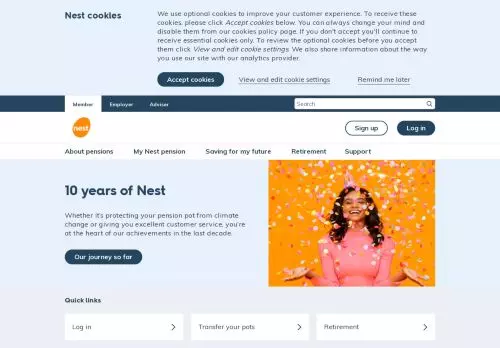 Nest cookies
We use optional cookies to improve your customer experience. To receive these
cookies, please click Accept cookies below. You can always change your mind and
disable them from our cookies policy page. If you don't accept you'll continue to
receive essential cookies only. To review the optional cookies before you accept
them click View and edit cookie settings. We also share information about the way
you use our site with our analytics provider.
Accept cookies View and edit cookie settings Remind me later
Member Employer Adviser Search
nest Sign up Log in
About pensions My Nest pension Saving for my future Retirement Support
10 years of Nest
Whether it's protecting your pension pot from climate
change or giving you excellent customer service, you're
at the heart of our achievements in the last decade.
Our journey so far
Quick links
Log in Transfer your pots Retirement